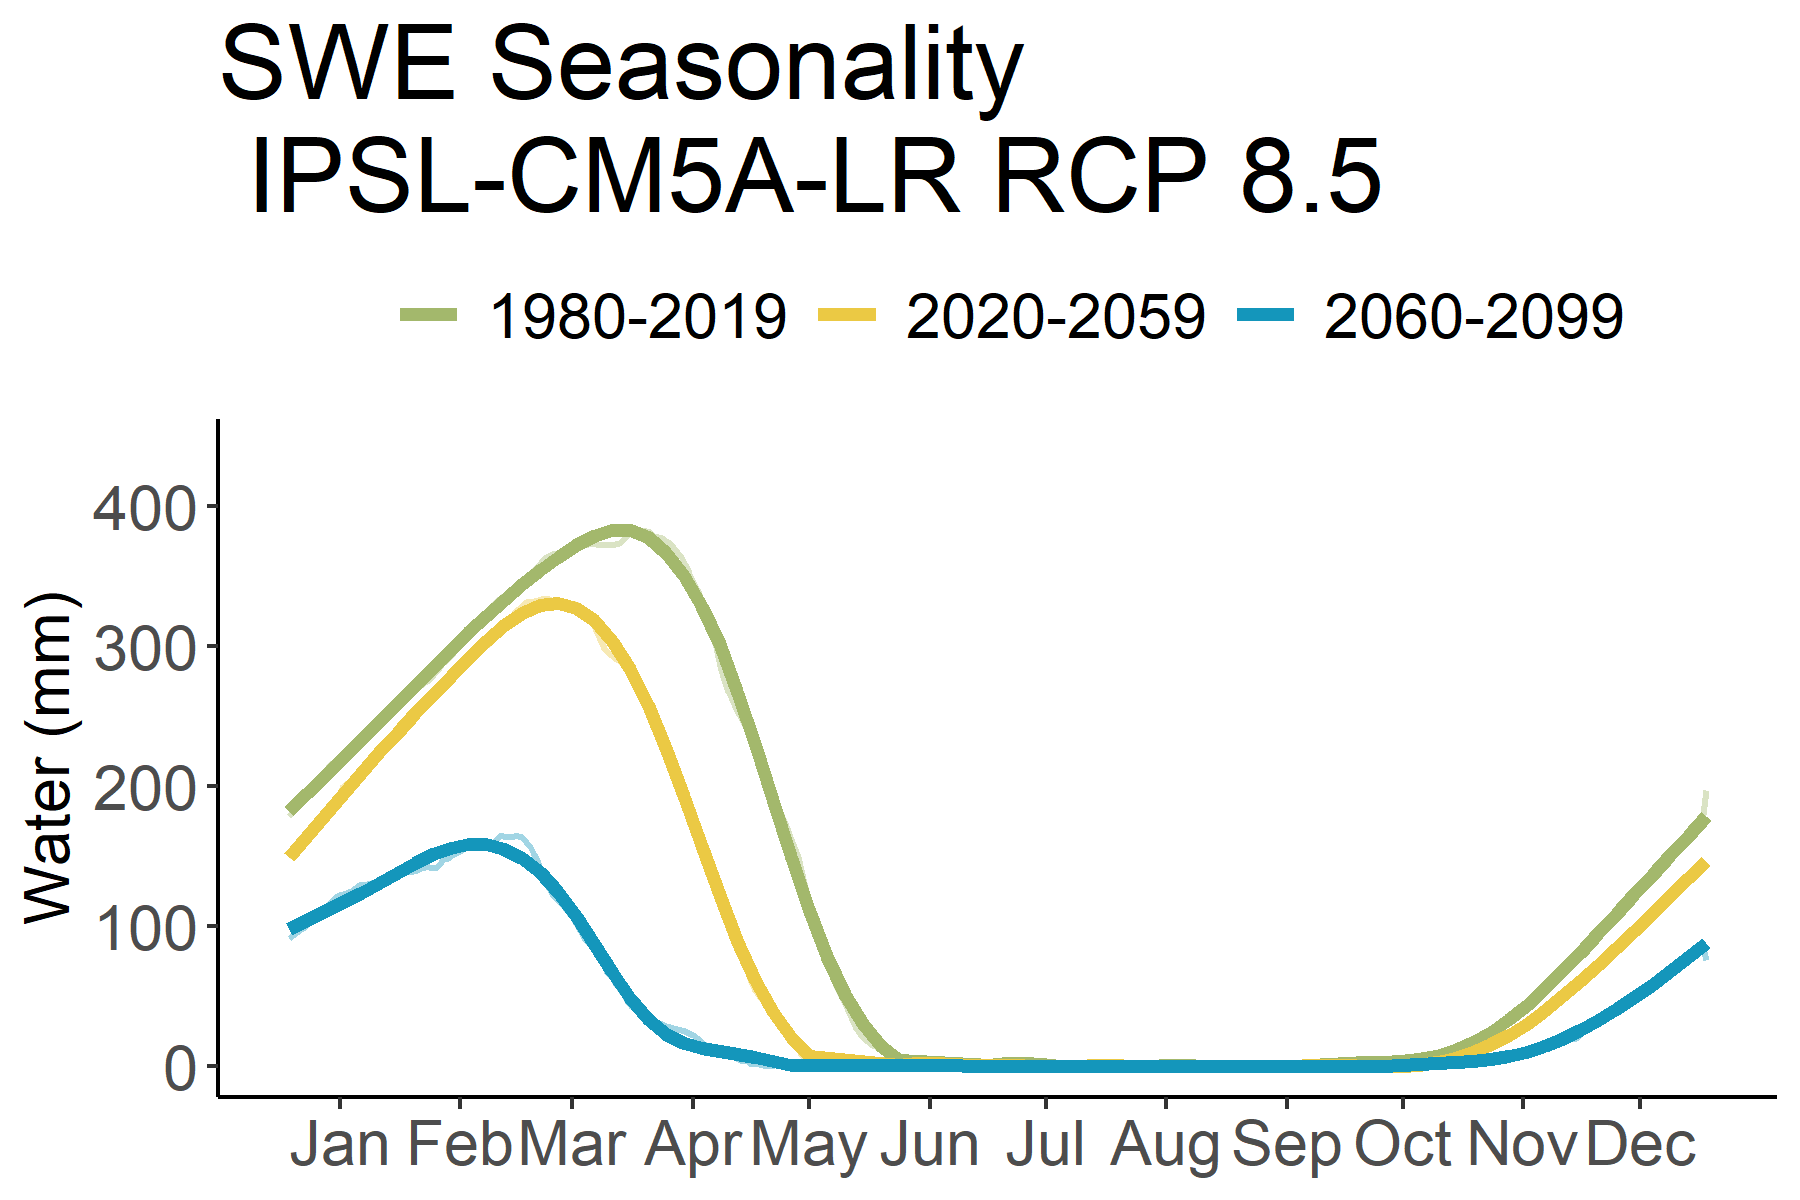 SWE Seasonality
IPSL-CM5A-LR RCP 8.5
1980-2019 2020-2059 2060-2099
Water (mm)
400
300
200
100
0
Jan Feb Mar Apr May Jun Jul Aug Sep Oct Nov Dec